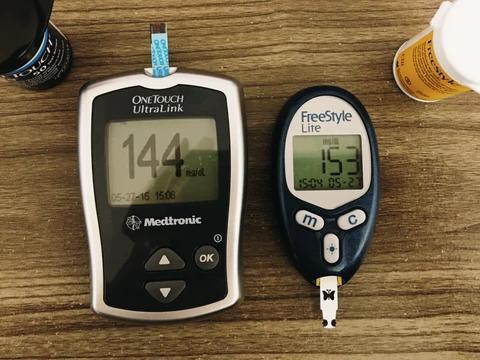 ONETOUCH
UltraLink
144
mg/dL
05-27-16 15:06
Medtronic
OK
FreeStyle
Lite
mg/dL
153
15:04 05-27
m
c
FreeStyle